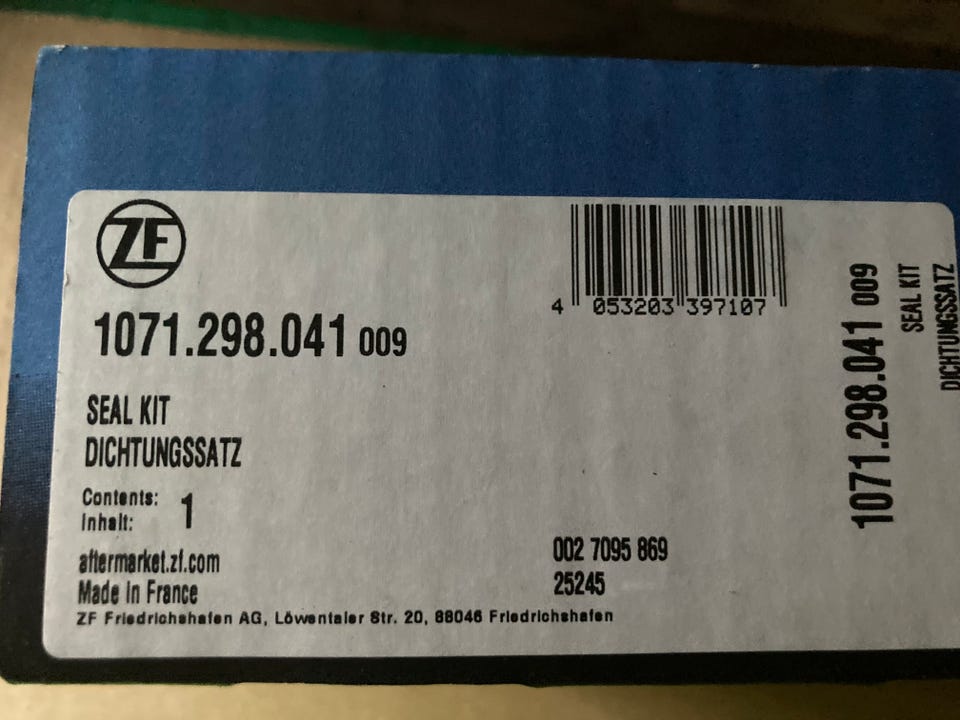 ZF
4 053203 397107
1071.298.041 009
SEAL KIT
DICHTUNGSSATZ
Contents:
Inhalt: 1
aftermarket.zf.com
Made in France
002 7095 869
25245
ZF Friedrichshafen AG, Löwentaler Str. 20, 88046 Friedrichshafen
1071.298.041 009
SEAL KIT
DICHTUNGSSATZ